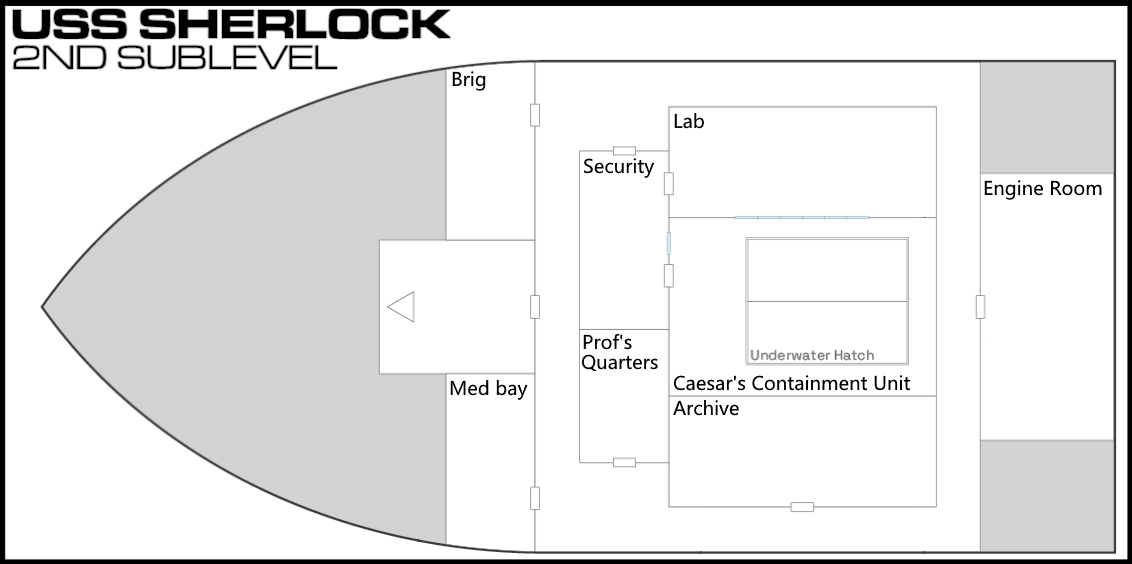 USS SHERLOCK
2ND SUBLEVEL
Brig
Lab
Security
Engine Room
Prof's
Quarters
Underwater Hatch
Med bay
Caesar's Containment Unit
Archive